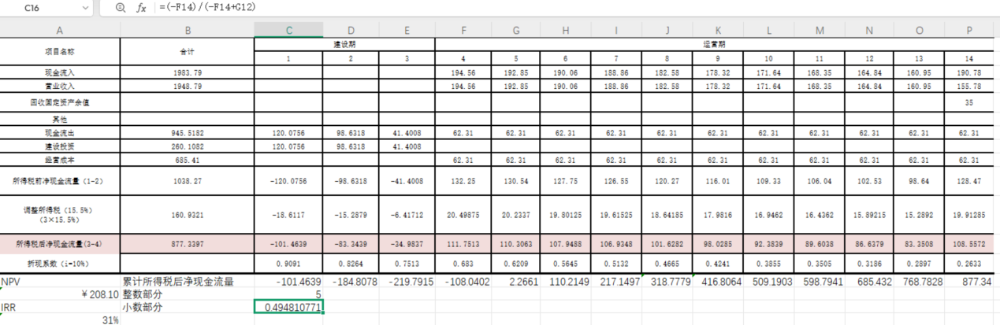 C16 =(-F14)/(-F14+G12)
A B C D E F G H I J K L M N O P
项目名称 合计 建设期 运营期
1 2 3 4 5 6 7 8 9 10 11 12 13 14
现金流入 1983.79 194.56 192.85 190.06 188.86 182.58 178.32 171.64 168.35 164.84 160.95 190.78
营业收入 1948.79 194.56 192.85 190.06 188.86 182.58 178.32 171.64 168.35 164.84 160.95 155.78
回收固定资产余值 35
其他
现金流出 945.5182 120.0756 98.6318 41.4008 62.31 62.31 62.31 62.31 62.31 62.31 62.31 62.31 62.31 62.31 62.31
建设投资 260.1082 120.0756 98.6318 41.4008
经营成本 685.41 62.31 62.31 62.31 62.31 62.31 62.31 62.31 62.31 62.31 62.31 62.31
所得税前净现金流量（1-2） 1038.27 -120.0756 -98.6318 -41.4008 132.25 130.54 127.75 126.55 120.27 116.01 109.33 106.04 102.53 98.64 128.47
调整所得税（15.5%）
（3×15.5%） 160.9321 -18.6117 -15.2879 -6.41712 20.49875 20.2337 19.80125 19.61525 18.64185 17.9816 16.9462 16.4362 15.89215 15.2892 19.91285
所得税后净现金流量(3-4) 877.3397 -101.4639 -83.3439 -34.9837 111.7513 110.3063 107.9488 106.9348 101.6282 98.0285 92.3839 89.6038 86.6379 83.3508 108.5572
折现系数（i=10%） 0.9091 0.8264 0.7513 0.683 0.6209 0.5645 0.5132 0.4665 0.4241 0.3855 0.3505 0.3186 0.2897 0.2633
NPV 累计所得税后净现金流量 -101.4639 -184.8078 -219.7915 -108.0402 2.2661 110.2149 217.1497 318.7779 416.8064 509.1903 598.7941 685.432 768.7828 877.34
￥208.10 整数部分 5
IRR 小数部分 0.494810771
31%